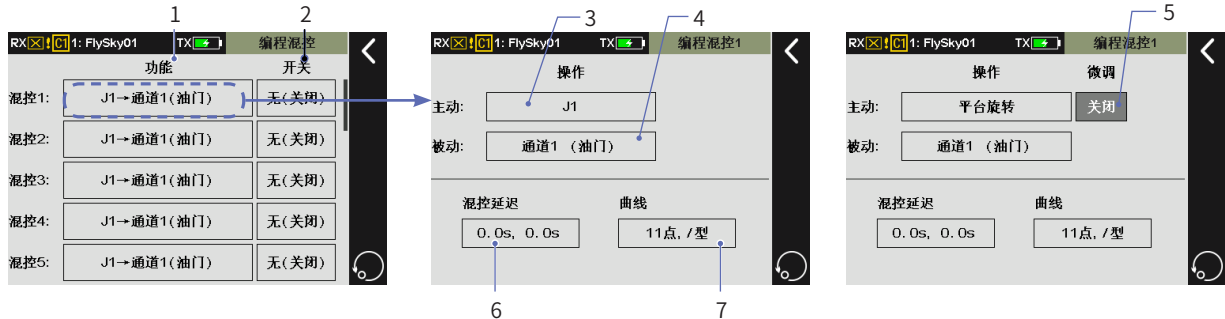 1
2
3
4
5
RX C1 1: FlySky01 TX 编程混控
功能 开关
混控1: J1→通道1(油门) 无(关闭)
混控2: J1→通道1(油门) 无(关闭)
混控3: J1→通道1(油门) 无(关闭)
混控4: J1→通道1(油门) 无(关闭)
混控5: J1→通道1(油门) 无(关闭)
RX C1 1: FlySky01 TX 编程混控1
操作
主动: J1
被动: 通道1 (油门)
混控延迟 曲线
0.0s, 0.0s 11点, /型
6
7
RX C1 1: FlySky01 TX 编程混控1
操作 微调
主动: 平台旋转 关闭
被动: 通道1 (油门)
混控延迟 曲线
0.0s, 0.0s 11点, /型